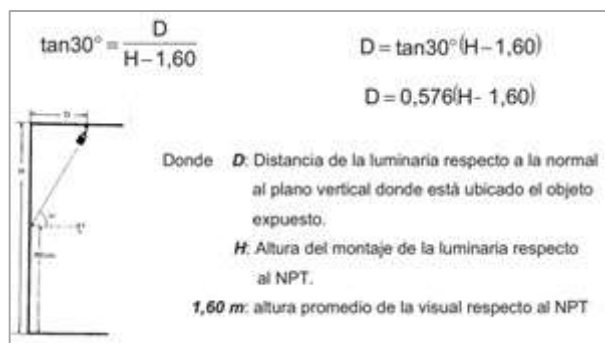 tan30° = D / (H − 1,60)
D = tan30°(H − 1,60)
D = 0,576(H - 1,60)
Donde D: Distancia de la luminaria respecto a la normal
al plano vertical donde está ubicado el objeto
expuesto.
H: Altura del montaje de la luminaria respecto
al NPT.
1,60 m: altura promedio de la visual respecto al NPT